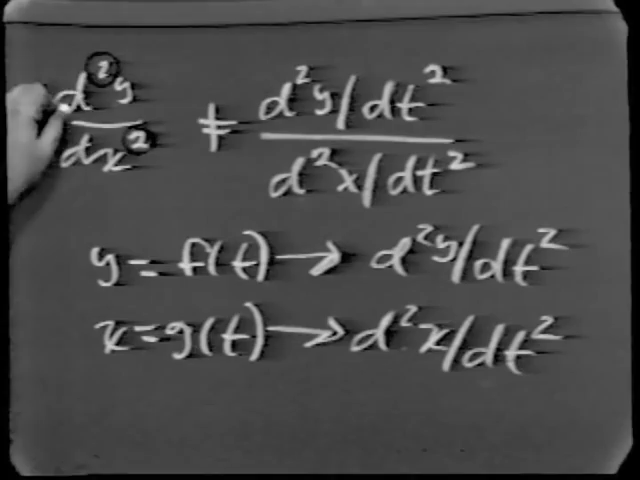 d²y/dx² ≠ (d²y/dt²)/(d²x/dt²)
y = f(t) → d²y/dt²
x = g(t) → d²x/dt²